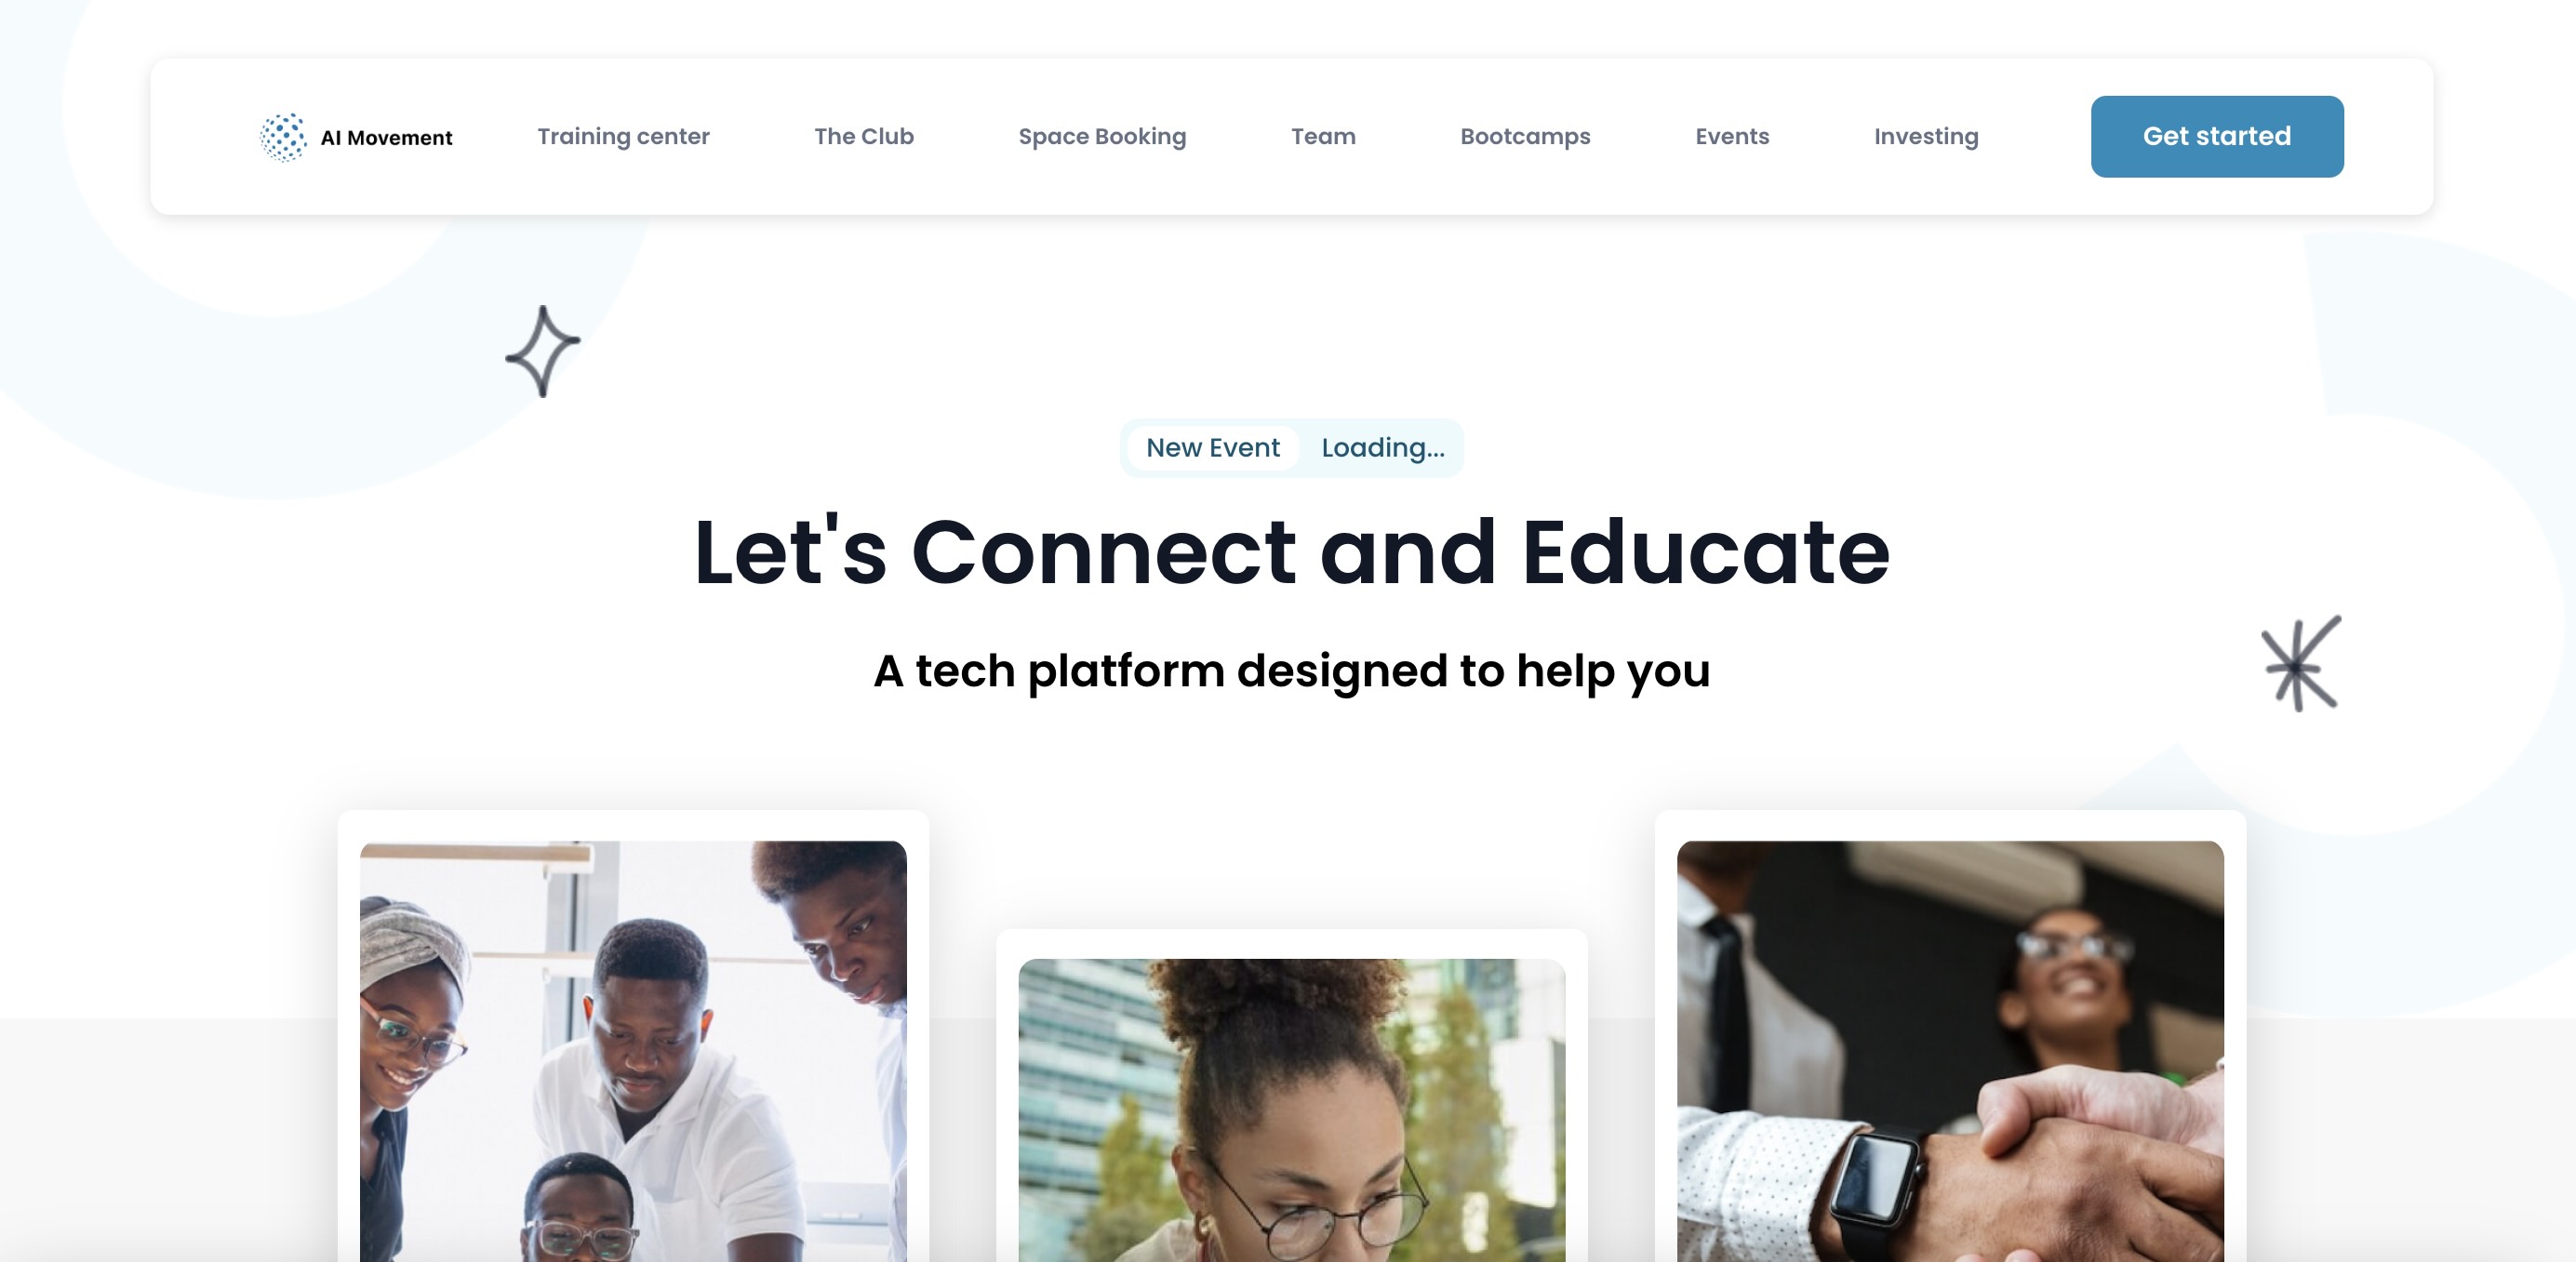 AI Movement
Training center
The Club
Space Booking
Team
Bootcamps
Events
Investing
Get started
New Event
Loading...
Let's Connect and Educate
A tech platform designed to help you